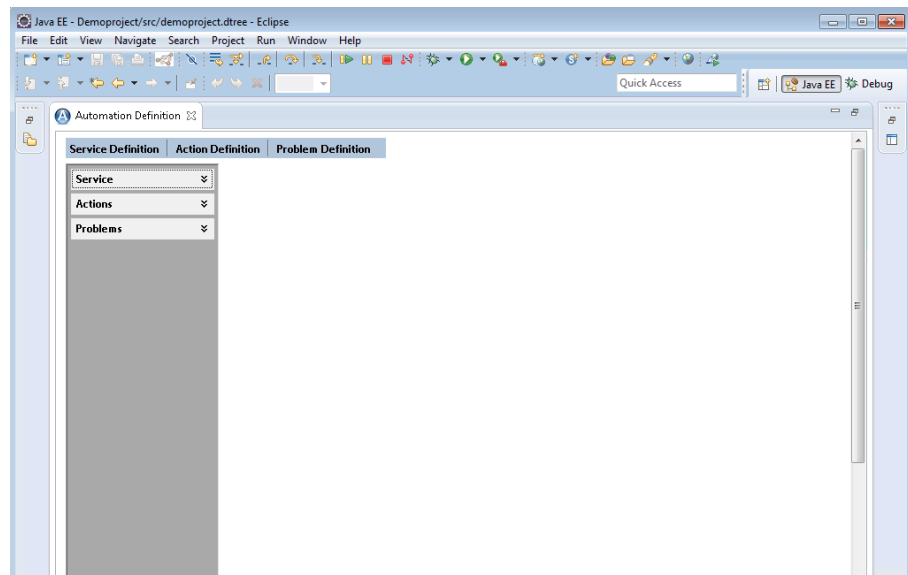 Java EE - Demoproject/src/demoproject.dtree - Eclipse
File Edit View Navigate Search Project Run Window Help
Quick Access
Java EE
Debug
Automation Definition
Service Definition
Action Definition
Problem Definition
Service
Actions
Problems